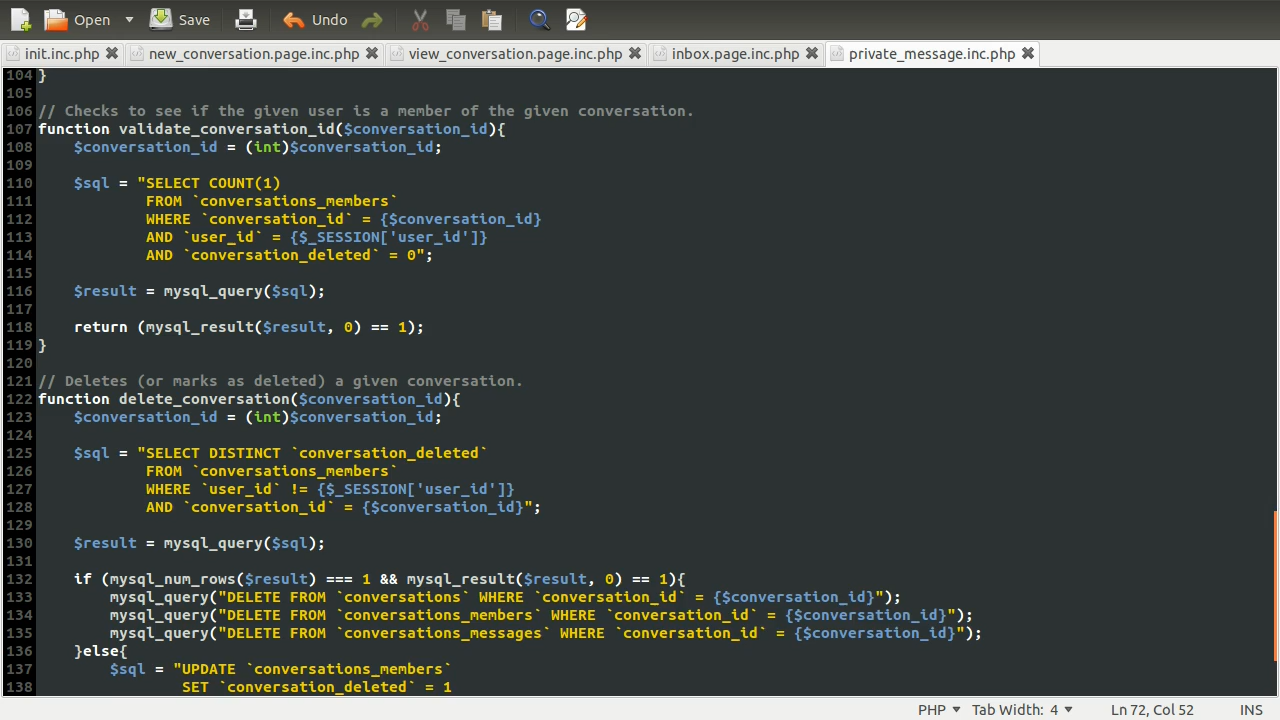 Open Save Undo
init.inc.php new_conversation.page.inc.php view_conversation.page.inc.php inbox.page.inc.php private_message.inc.php
104 }
105
106 // Checks to see if the given user is a member of the given conversation.
107 function validate_conversation_id($conversation_id){
108     $conversation_id = (int)$conversation_id;
109
110     $sql = "SELECT COUNT(1)
111             FROM `conversations_members`
112             WHERE `conversation_id` = {$conversation_id}
113             AND `user_id` = {$_SESSION['user_id']}
114             AND `conversation_deleted` = 0";
115
116     $result = mysql_query($sql);
117
118     return (mysql_result($result, 0) == 1);
119 }
120
121 // Deletes (or marks as deleted) a given conversation.
122 function delete_conversation($conversation_id){
123     $conversation_id = (int)$conversation_id;
124
125     $sql = "SELECT DISTINCT `conversation_deleted`
126             FROM `conversations_members`
127             WHERE `user_id` != {$_SESSION['user_id']}
128             AND `conversation_id` = {$conversation_id}";
129
130     $result = mysql_query($sql);
131
132     if (mysql_num_rows($result) === 1 && mysql_result($result, 0) == 1){
133         mysql_query("DELETE FROM `conversations` WHERE `conversation_id` = {$conversation_id}");
134         mysql_query("DELETE FROM `conversations_members` WHERE `conversation_id` = {$conversation_id}");
135         mysql_query("DELETE FROM `conversations_messages` WHERE `conversation_id` = {$conversation_id}");
136     }else{
137         $sql = "UPDATE `conversations_members`
138                 SET `conversation_deleted` = 1
PHP Tab Width: 4 Ln 72, Col 52 INS